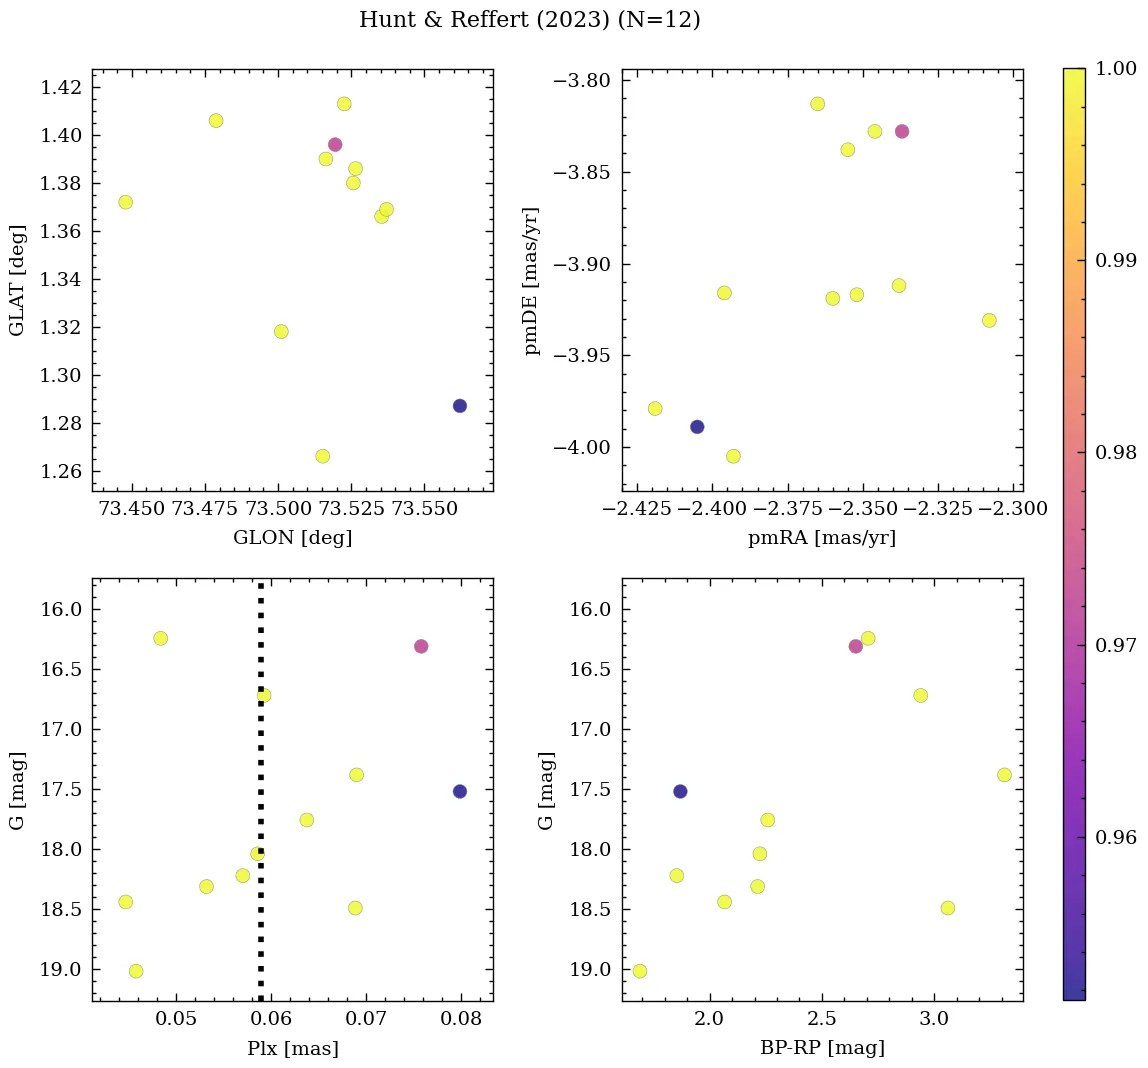 Hunt & Reffert (2023) (N=12)
1.42
1.40
1.38
1.36
1.34
1.32
1.30
1.28
1.26
GLAT [deg]
73.450 73.475 73.500 73.525 73.550
GLON [deg]
−3.80
−3.85
−3.90
−3.95
−4.00
pmDE [mas/yr]
−2.425 −2.400 −2.375 −2.350 −2.325 −2.300
pmRA [mas/yr]
16.0
16.5
17.0
17.5
18.0
18.5
19.0
G [mag]
0.05 0.06 0.07 0.08
Plx [mas]
16.0
16.5
17.0
17.5
18.0
18.5
19.0
G [mag]
2.0 2.5 3.0
BP-RP [mag]
1.00
0.99
0.98
0.97
0.96